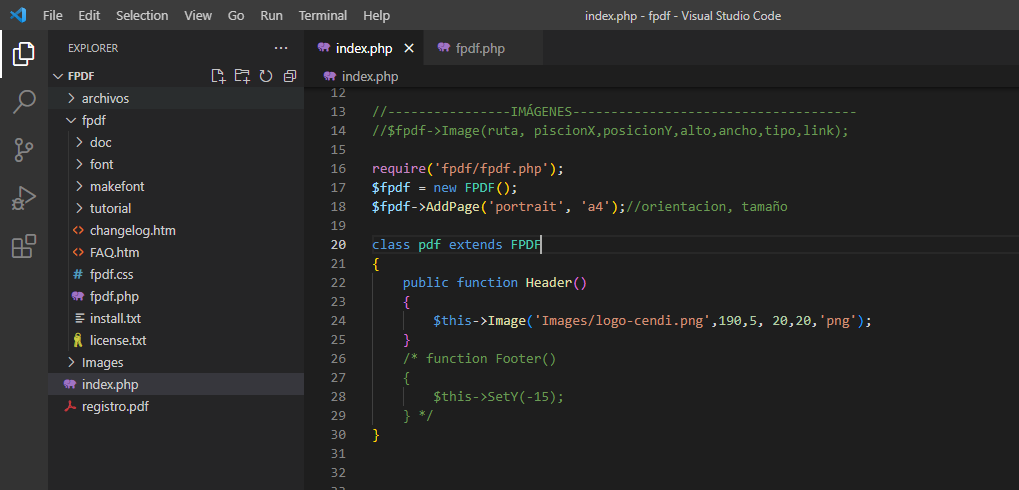 File Edit Selection View Go Run Terminal Help index.php - fpdf - Visual Studio Code
EXPLORER ···
FPDF
archivos
fpdf
doc
font
makefont
tutorial
changelog.htm
FAQ.htm
# fpdf.css
fpdf.php
install.txt
license.txt
Images
index.php
registro.pdf
index.php × fpdf.php
index.php
12
13 //----------------IMÁGENES-------------------------------------
14 //$fpdf->Image(ruta, piscionX,posicionY,alto,ancho,tipo,link);
15
16 require('fpdf/fpdf.php');
17 $fpdf = new FPDF();
18 $fpdf->AddPage('portrait', 'a4');//orientacion, tamaño
19
20 class pdf extends FPDF
21 {
22     public function Header()
23     {
24         $this->Image('Images/logo-cendi.png',190,5, 20,20,'png');
25     }
26     /* function Footer()
27     {
28         $this->SetY(-15);
29     } */
30 }
31
32
33